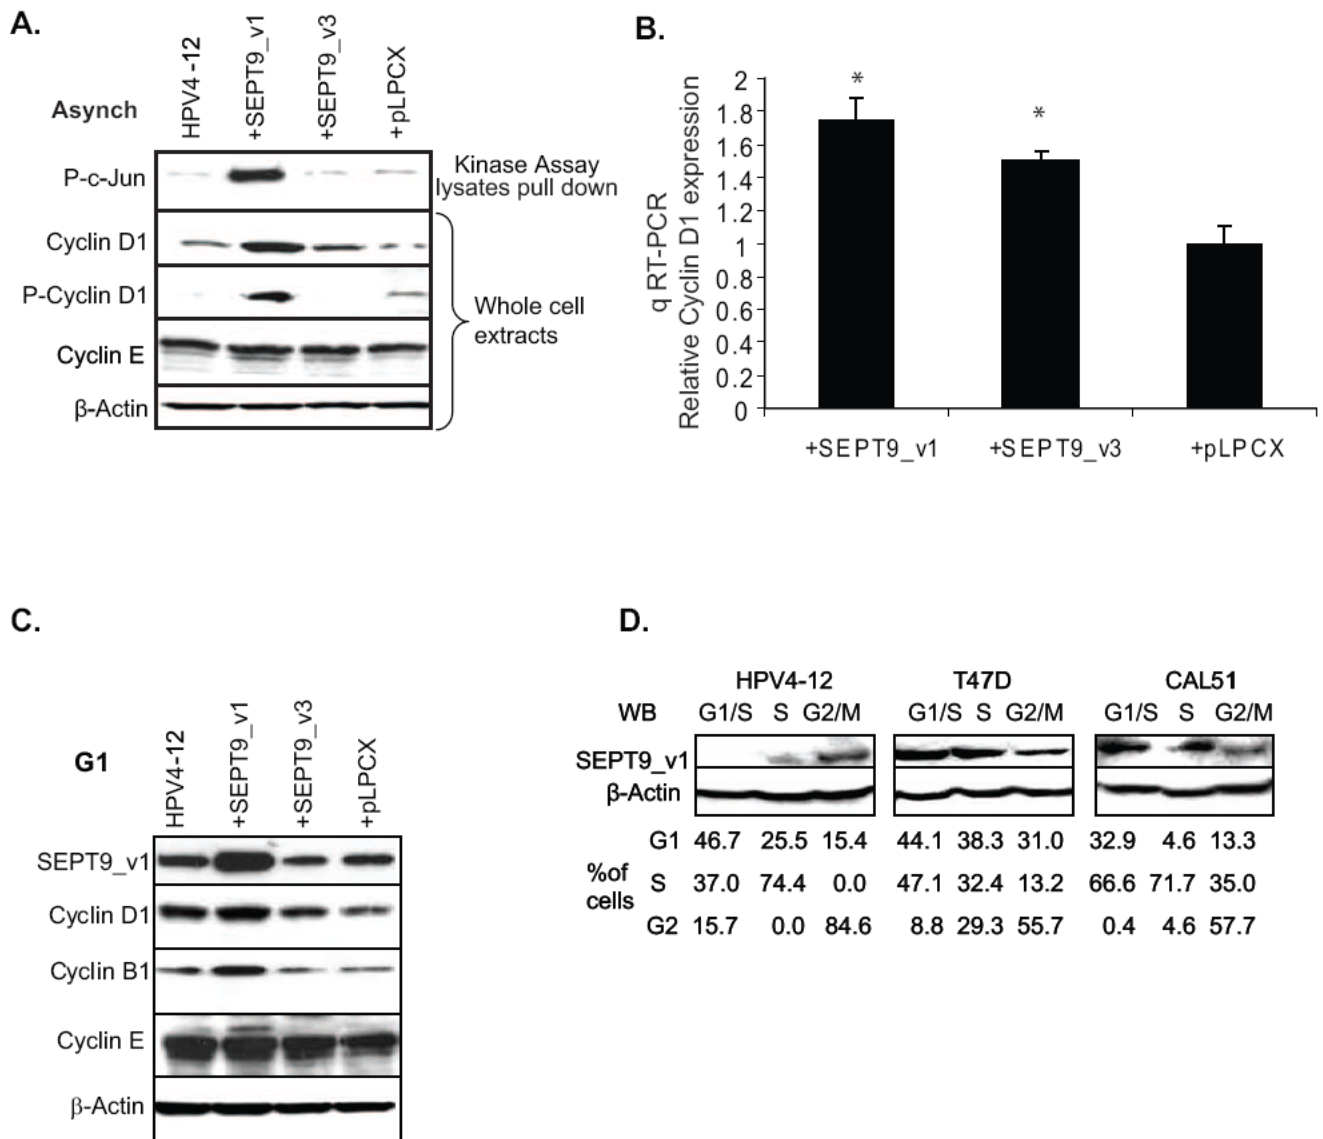 A.
Asynch
HPV4 -12
+SEPT9_v1
+SEPT9_v3
+pLPCX
P-c-Jun
Kinase Assay
lysates pull down
Cyclin D1
P-Cyclin D1
Cyclin E
β-Actin
Whole cell
extracts
B.
q RT-PCR
Relative Cyclin D1 expression
2
1.8
1.6
1.4
1.2
1
0.8
0.6
0.4
0.2
0
*
*
+SEPT9_v1
+SEPT9_v3
+pLPCX
C.
G1
HPV4-12
+SEPT9_v1
+SEPT9_v3
+pLPCX
SEPT9_v1
Cyclin D1
Cyclin B1
Cyclin E
β-Actin
D.
HPV4-12 T47D CAL51
WB G1/S S G2/M G1/S S G2/M G1/S S G2/M
SEPT9_v1
β-Actin
G1 46.7 25.5 15.4 44.1 38.3 31.0 32.9 4.6 13.3
%of
cells
S 37.0 74.4 0.0 47.1 32.4 13.2 66.6 71.7 35.0
G2 15.7 0.0 84.6 8.8 29.3 55.7 0.4 4.6 57.7